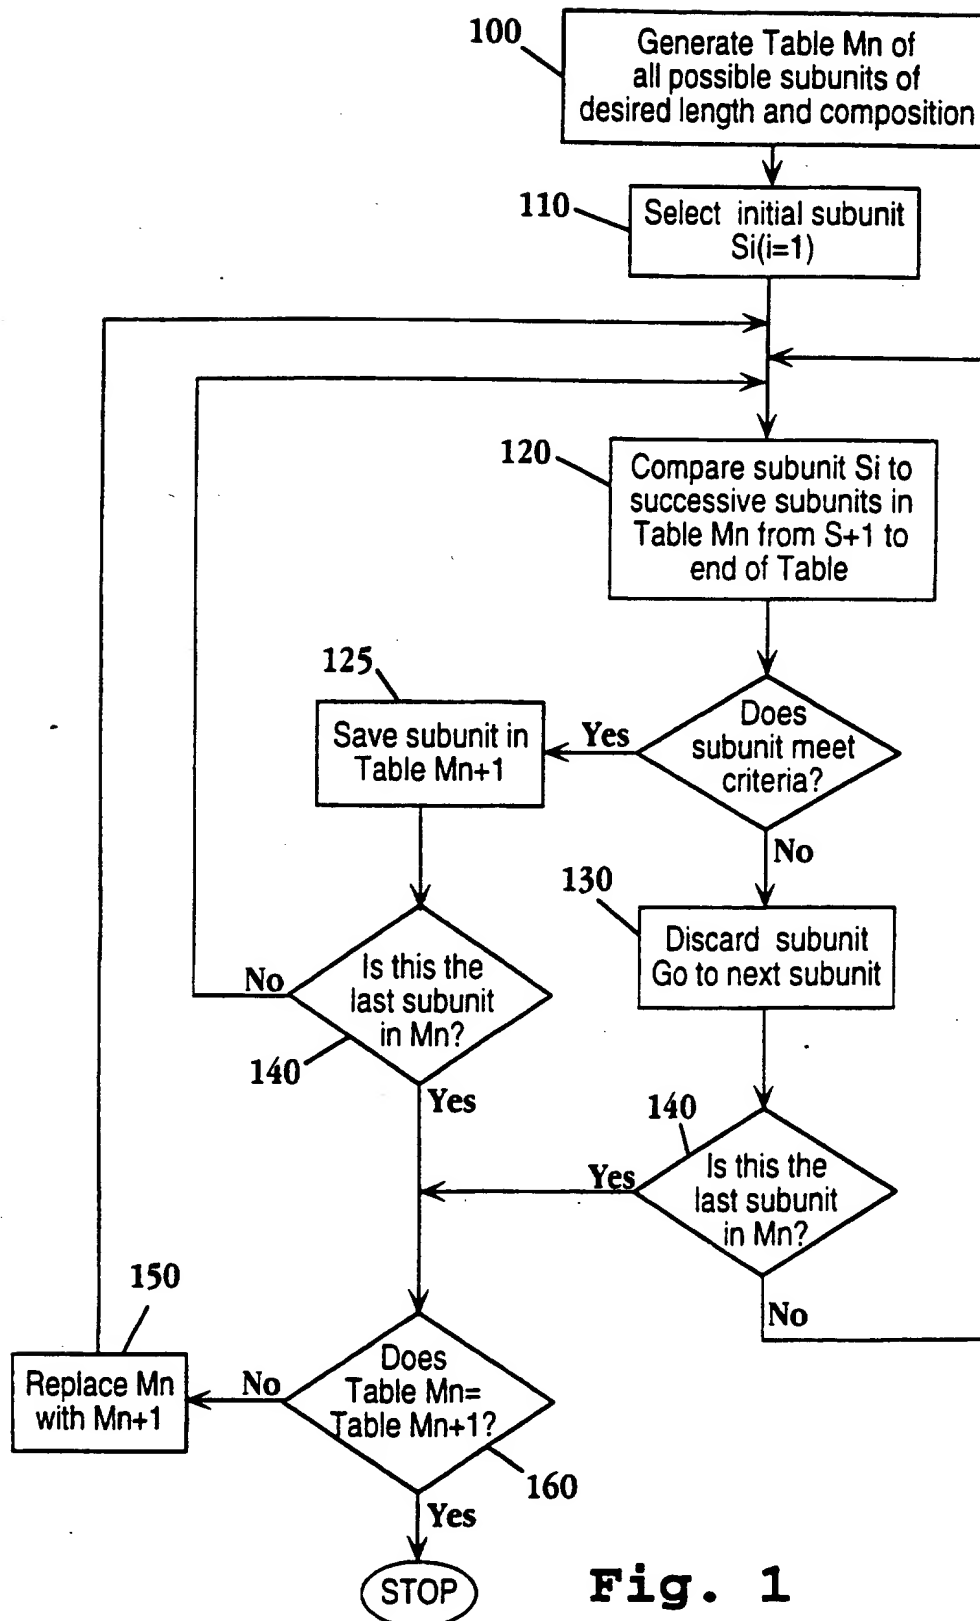 100
Generate Table Mn of
all possible subunits of
desired length and composition
110
Select initial subunit
Si(i=1)
120
Compare subunit Si to
successive subunits in
Table Mn from S+1 to
end of Table
125
Save subunit in
Table Mn+1
Yes
Does
subunit meet
criteria?
No
130
Discard subunit
Go to next subunit
No
Is this the
last subunit
in Mn?
140
Yes
140
Yes
Is this the
last subunit
in Mn?
No
150
Replace Mn
with Mn+1
No
Does
Table Mn=
Table Mn+1?
160
Yes
STOP
Fig. 1